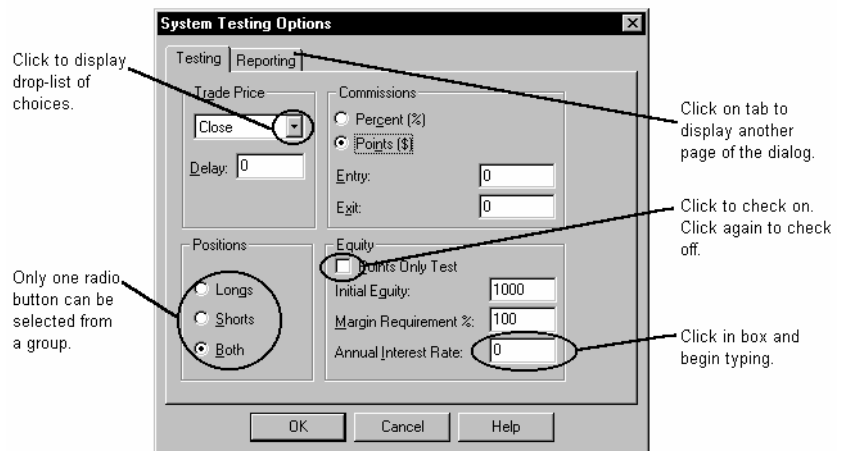 System Testing Options
Testing
Reporting
Click to display
drop-list of
choices.
Trade Price
Close
Delay: 0
Commissions
Percent (%)
Points ($)
Entry: 0
Exit: 0
Click on tab to
display another
page of the dialog.
Click to check on.
Click again to check
off.
Positions
Longs
Shorts
Both
Only one radio
button can be
selected from
a group.
Equity
Points Only Test
Initial Equity: 1000
Margin Requirement %: 100
Annual Interest Rate: 0
Click in box and
begin typing.
OK
Cancel
Help